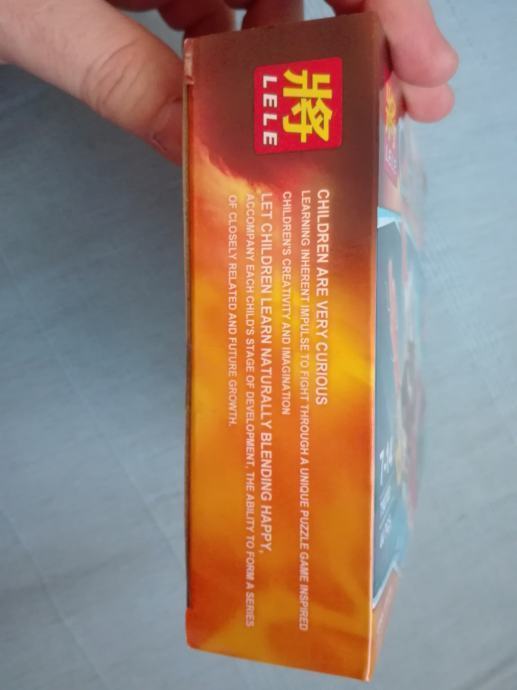 將
LELE
CHILDREN ARE VERY CURIOUS
LEARNING INHERENT IMPULSE TO FIGHT THROUGH A UNIQUE PUZZLE GAME INSPIRED
CHILDREN'S CREATIVITY AND IMAGINATION
LET CHILDREN LEARN NATURALLY BLENDING HAPPY,
ACCOMPANY EACH CHILD'S STAGE OF DEVELOPMENT, THE ABILITY TO FORM A SERIES
OF CLOSELY RELATED AND FUTURE GROWTH.
LELE